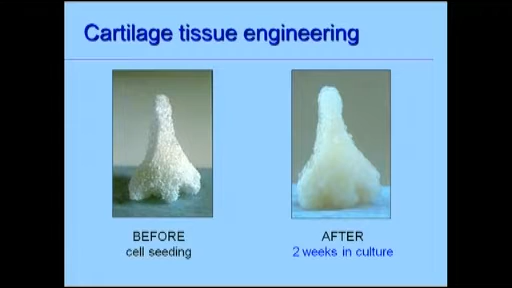 Cartilage tissue engineering
BEFORE
cell seeding
AFTER
2 weeks in culture